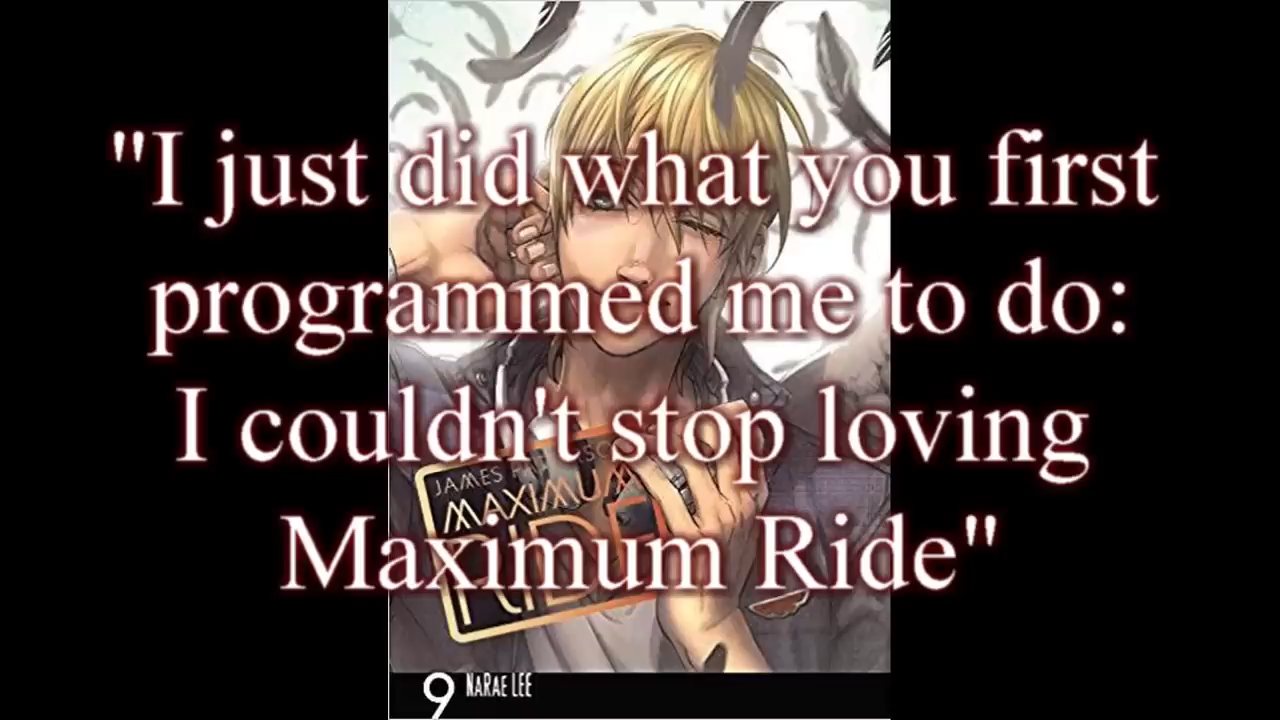 "I just did what you first
programmed me to do:
I couldn't stop loving
Maximum Ride"
JAMES
MAXIMUM
RIDE
9 NARAE LEE